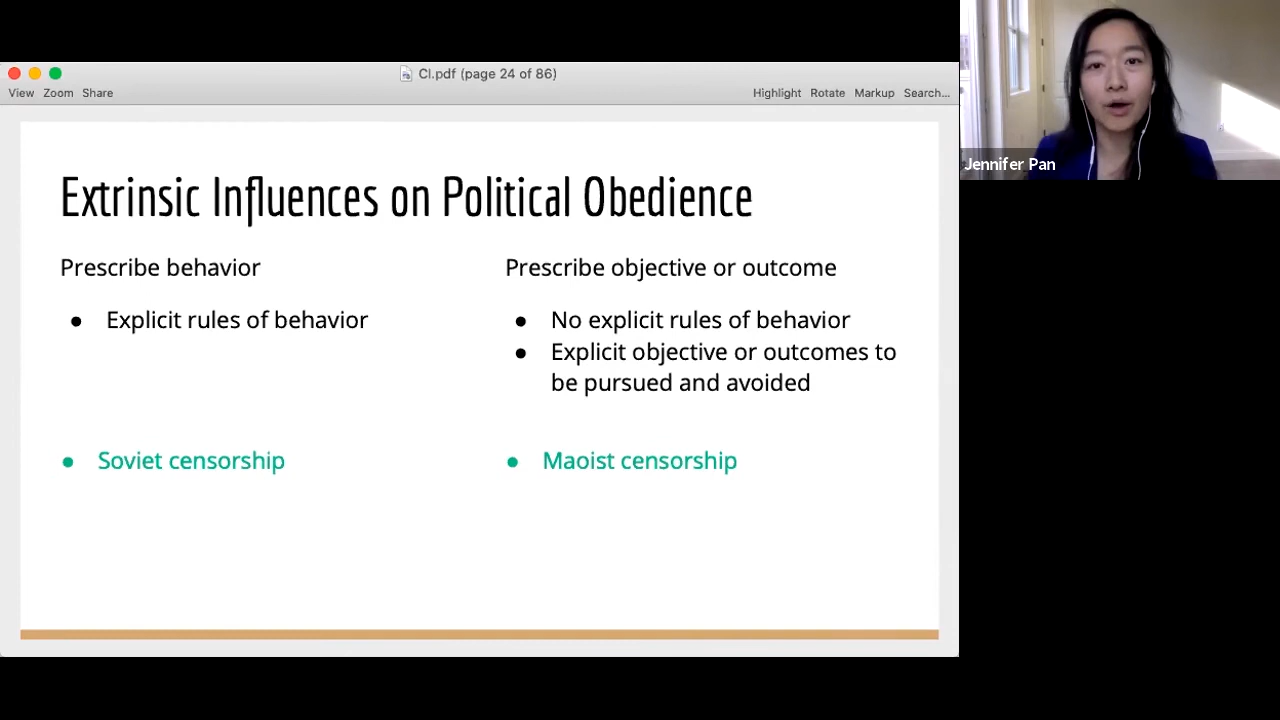 CI.pdf (page 24 of 86)
View Zoom Share Highlight Rotate Markup Search...
Jennifer Pan
Extrinsic Influences on Political Obedience
Prescribe behavior
● Explicit rules of behavior
● Soviet censorship
Prescribe objective or outcome
● No explicit rules of behavior
● Explicit objective or outcomes to
be pursued and avoided
● Maoist censorship